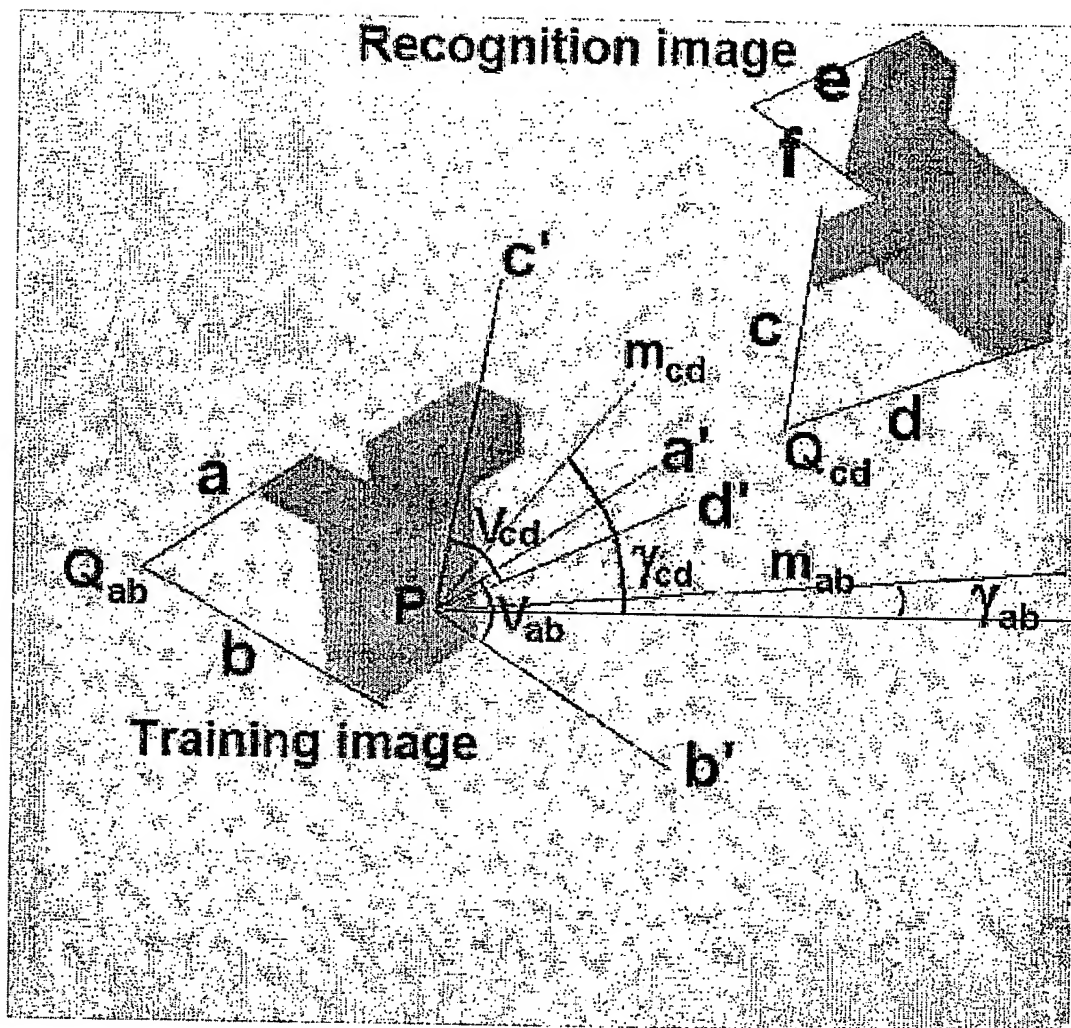 Recognition image
e
f
c'
c
m_cd
d
a
a'
Q_cd
d'
V_cd
γ_cd
m_ab
Q_ab
P
V_ab
γ_ab
b
Training image
b'